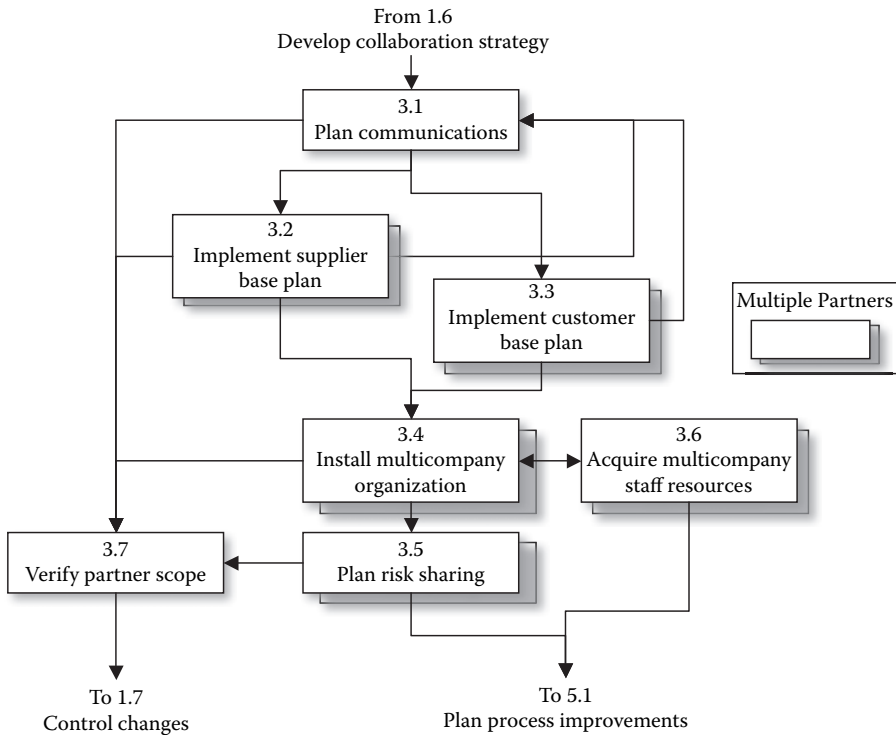 From 1.6
Develop collaboration strategy
3.1
Plan communications
3.2
Implement supplier
base plan
3.3
Implement customer
base plan
Multiple Partners
3.4
Install multicompany
organization
3.6
Acquire multicompany
staff resources
3.7
Verify partner scope
3.5
Plan risk sharing
To 1.7
Control changes
To 5.1
Plan process improvements